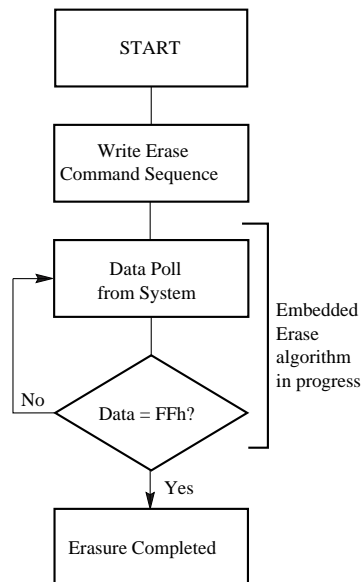 START
Write Erase
Command Sequence
Data Poll
from System
Embedded
Erase
algorithm
in progress
No
Data = FFh?
Yes
Erasure Completed